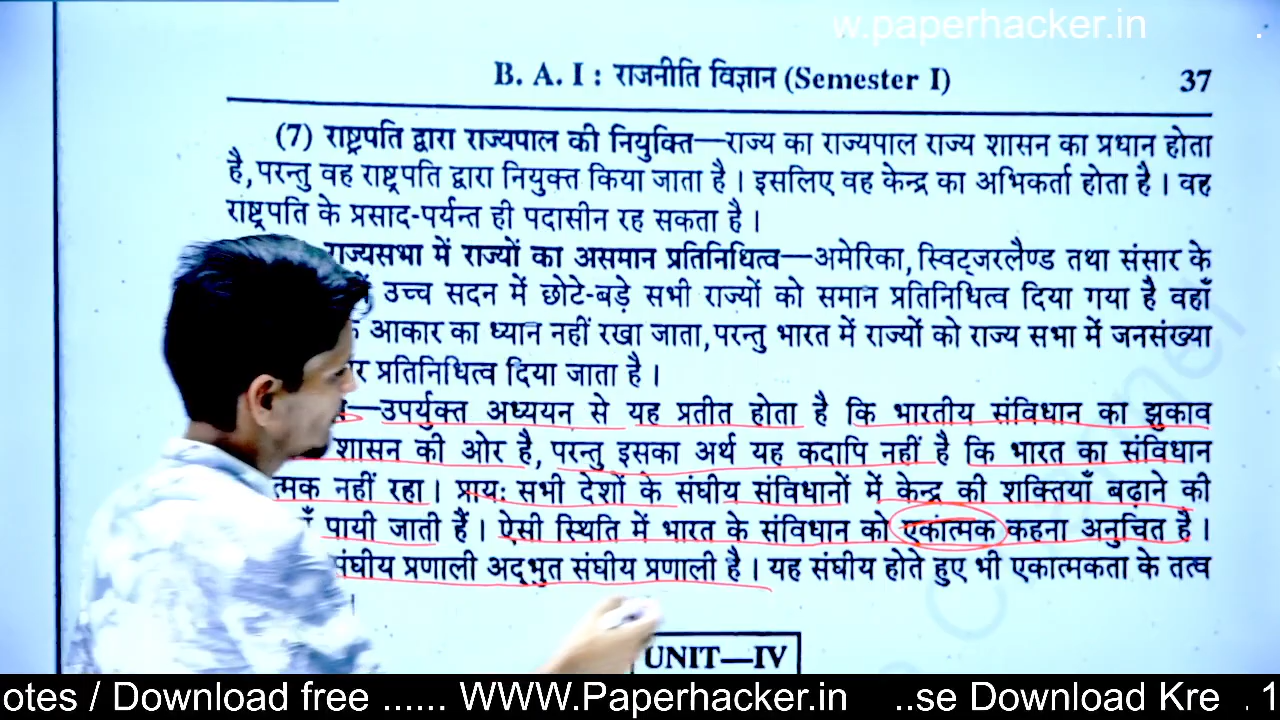 w.paperhacker.in
B. A. I : राजनीति विज्ञान (Semester I) 37
(7) राष्ट्रपति द्वारा राज्यपाल की नियुक्ति—राज्य का राज्यपाल राज्य शासन का प्रधान होता
है, परन्तु वह राष्ट्रपति द्वारा नियुक्त किया जाता है। इसलिए वह केन्द्र का अभिकर्ता होता है। वह
राष्ट्रपति के प्रसाद-पर्यन्त ही पदासीन रह सकता है।
राज्यसभा में राज्यों का असमान प्रतिनिधित्व—अमेरिका, स्विट्जरलैण्ड तथा संसार के
में उच्च सदन में छोटे-बड़े सभी राज्यों को समान प्रतिनिधित्व दिया गया है वहाँ
आकार का ध्यान नहीं रखा जाता, परन्तु भारत में राज्यों को राज्य सभा में जनसंख्या
प्रतिनिधित्व दिया जाता है।
—उपर्युक्त अध्ययन से यह प्रतीत होता है कि भारतीय संविधान का झुकाव
शासन की ओर है, परन्तु इसका अर्थ यह कदापि नहीं है कि भारत का संविधान
त्मक नहीं रहा। प्रायः सभी देशों के संघीय संविधानों में केन्द्र की शक्तियाँ बढ़ाने की
पायी जाती हैं। ऐसी स्थिति में भारत के संविधान को एकांत्मक कहना अनुचित है।
संघीय प्रणाली अद्भुत संघीय प्रणाली है। यह संघीय होते हुए भी एकात्मकता के तत्व
UNIT—IV
otes / Download free ...... WWW.Paperhacker.in ..se Download Kre . 1